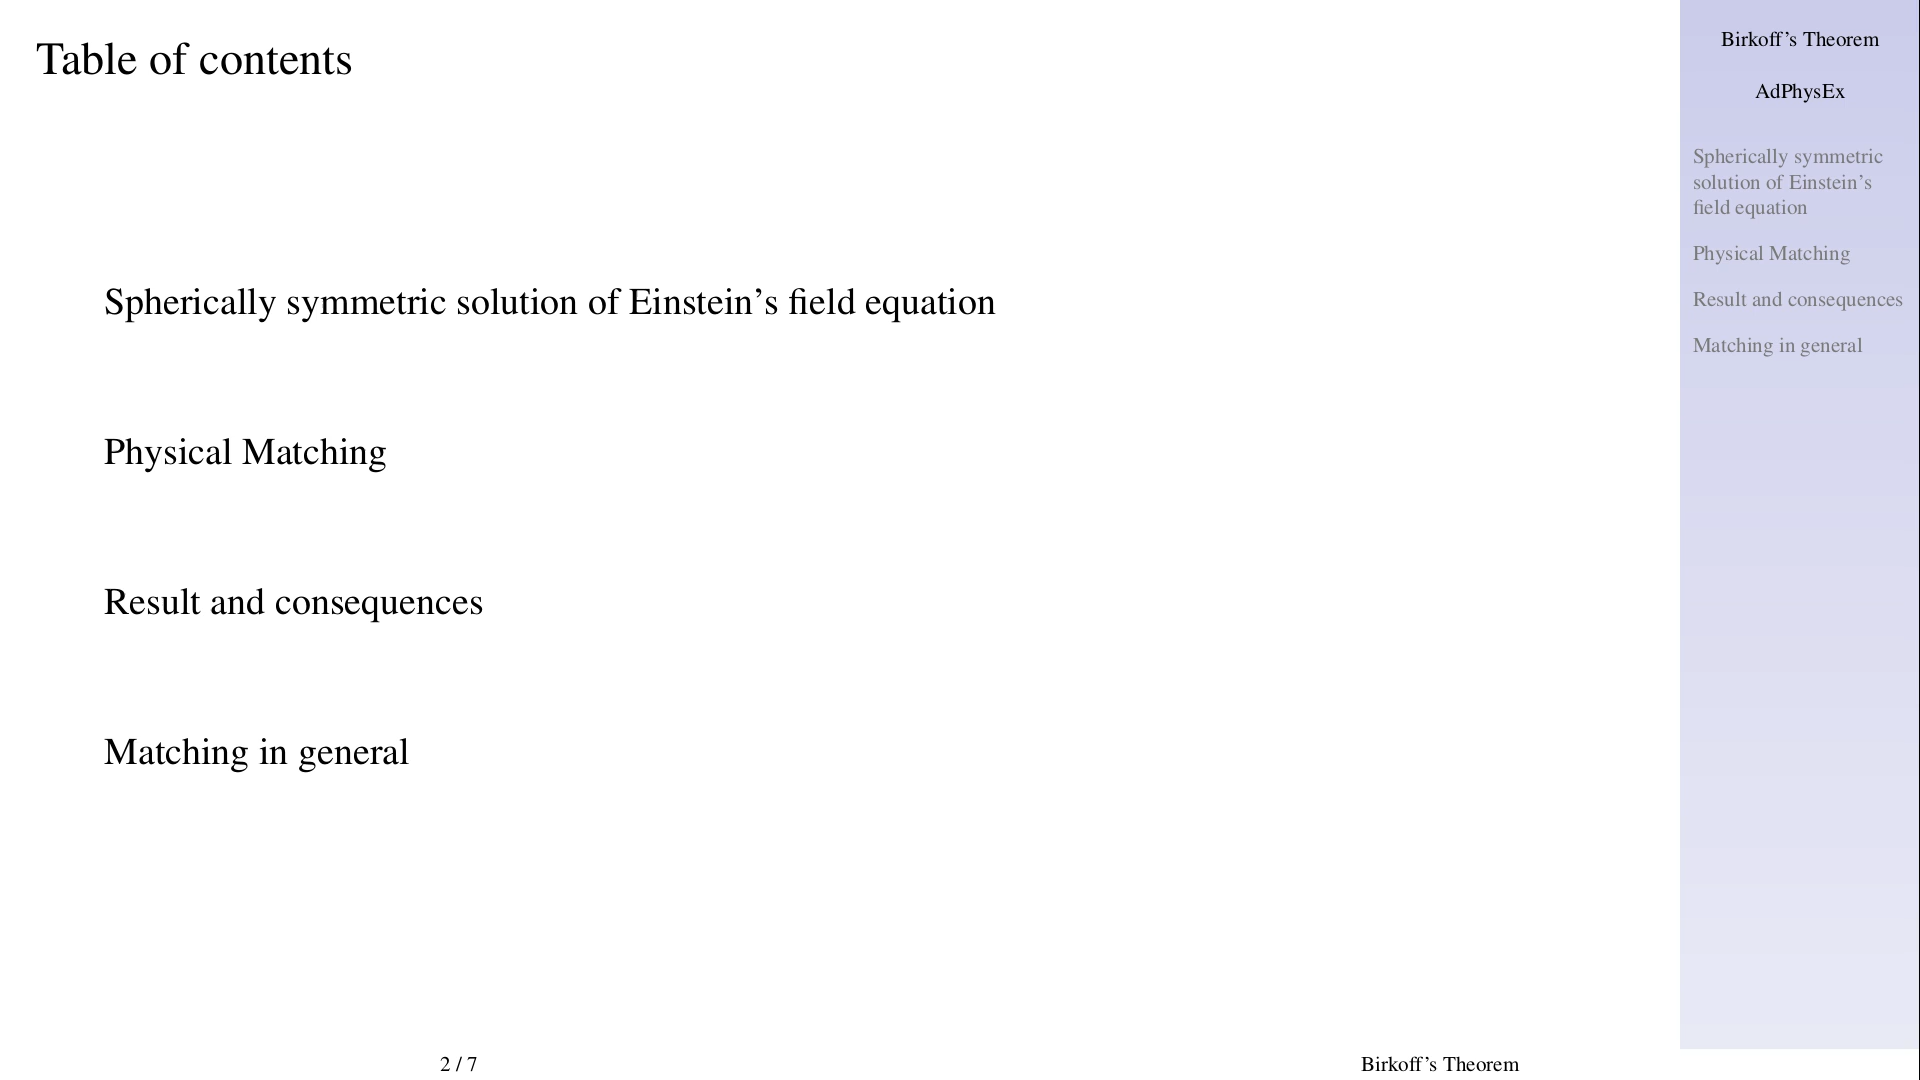 Table of contents
Spherically symmetric solution of Einstein’s field equation
Physical Matching
Result and consequences
Matching in general
Birkoff’s Theorem
AdPhysEx
Spherically symmetric
solution of Einstein’s
field equation
Physical Matching
Result and consequences
Matching in general
2 / 7
Birkoff’s Theorem